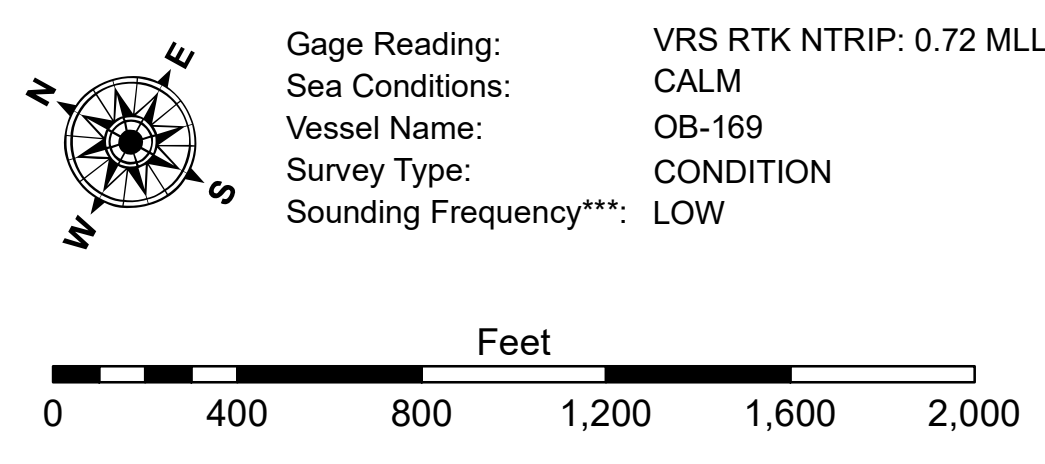 N
E
S
W
Gage Reading: VRS RTK NTRIP: 0.72 MLL
Sea Conditions: CALM
Vessel Name: OB-169
Survey Type: CONDITION
Sounding Frequency***: LOW
Feet
0 400 800 1,200 1,600 2,000